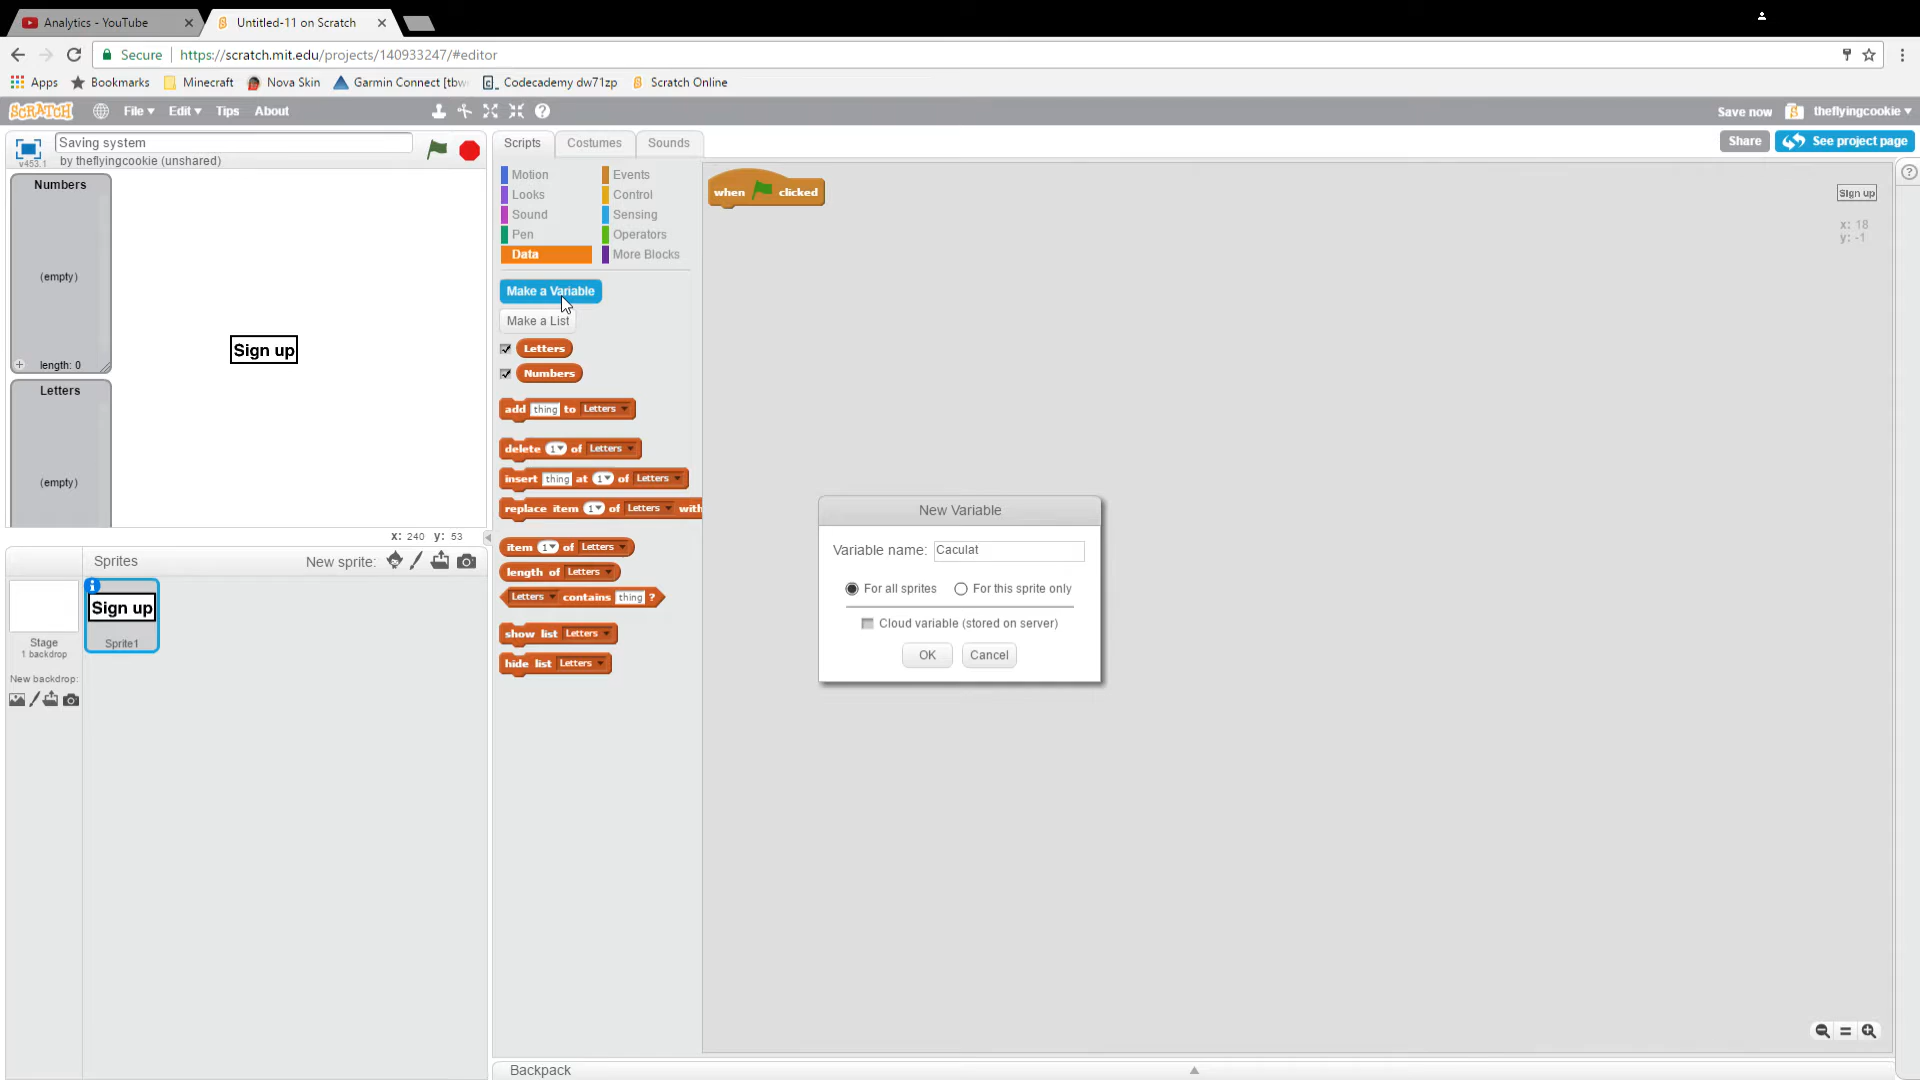 Analytics - YouTube
Untitled-11 on Scratch
Secure
https://scratch.mit.edu/projects/140933247/#editor
Apps
Bookmarks
Minecraft
Nova Skin
Garmin Connect [tbw
Codecademy dw71zp
Scratch Online
SCRATCH
File
Edit
Tips
About
Save now
theflyingcookie
Saving system
by theflyingcookie (unshared)
v453.1
Scripts
Costumes
Sounds
Share
See project page
Numbers
(empty)
length: 0
Letters
(empty)
Sign up
x: 240 y: 53
Motion
Events
Looks
Control
Sound
Sensing
Pen
Operators
Data
More Blocks
Make a Variable
Make a List
Letters
Numbers
add thing to Letters
delete 1 of Letters
insert thing at 1 of Letters
replace item 1 of Letters with
item 1 of Letters
length of Letters
Letters contains thing ?
show list Letters
hide list Letters
when clicked
Sign up
x: 18
y: -1
New Variable
Variable name: Caculat
For all sprites
For this sprite only
Cloud variable (stored on server)
OK
Cancel
Sprites
New sprite:
Stage
1 backdrop
New backdrop:
Sign up
Sprite1
Backpack